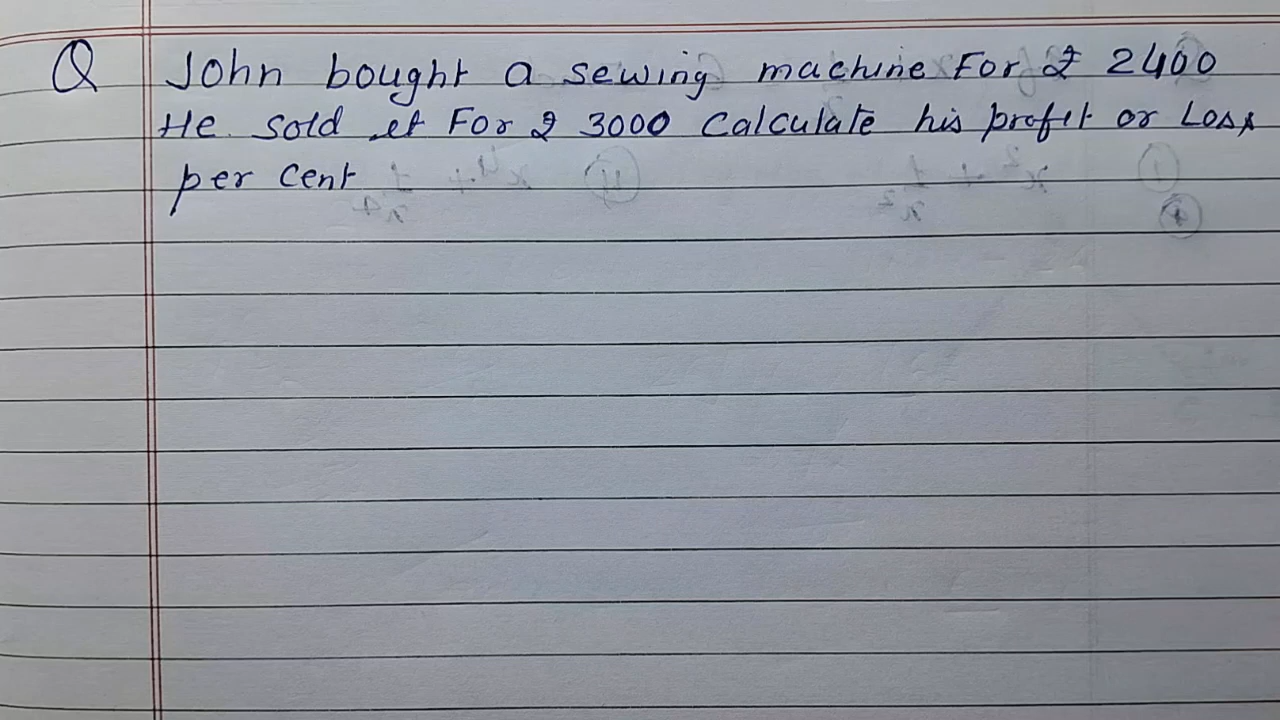 Q John bought a sewing machine For ₹ 2400
He. sold it For ₹ 3000 Calculate his profit or Loss
per cent